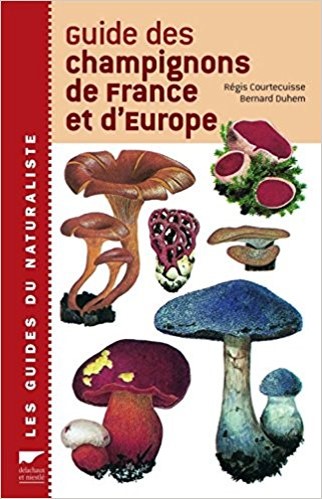 Guide des
champignons
de France
et d'Europe
Régis Courtecuisse
Bernard Duhem
LES GUIDES DU NATURALISTE
delachaux
et niestlé